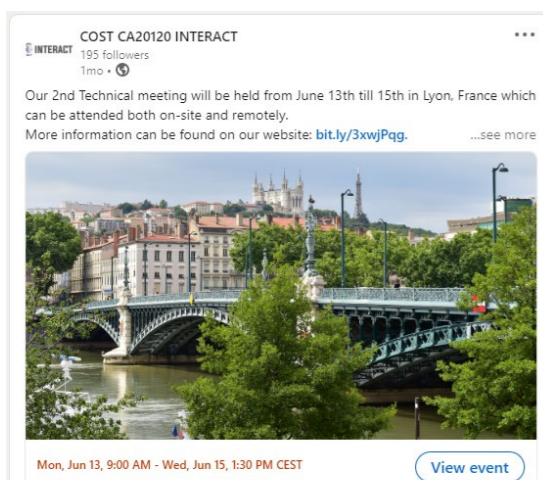 COST CA20120 INTERACT
INTERACT
195 followers
1mo •
Our 2nd Technical meeting will be held from June 13th till 15th in Lyon, France which
can be attended both on-site and remotely.
More information can be found on our website: bit.ly/3xwjPqg. ...see more
Mon, Jun 13, 9:00 AM - Wed, Jun 15, 1:30 PM CEST
View event